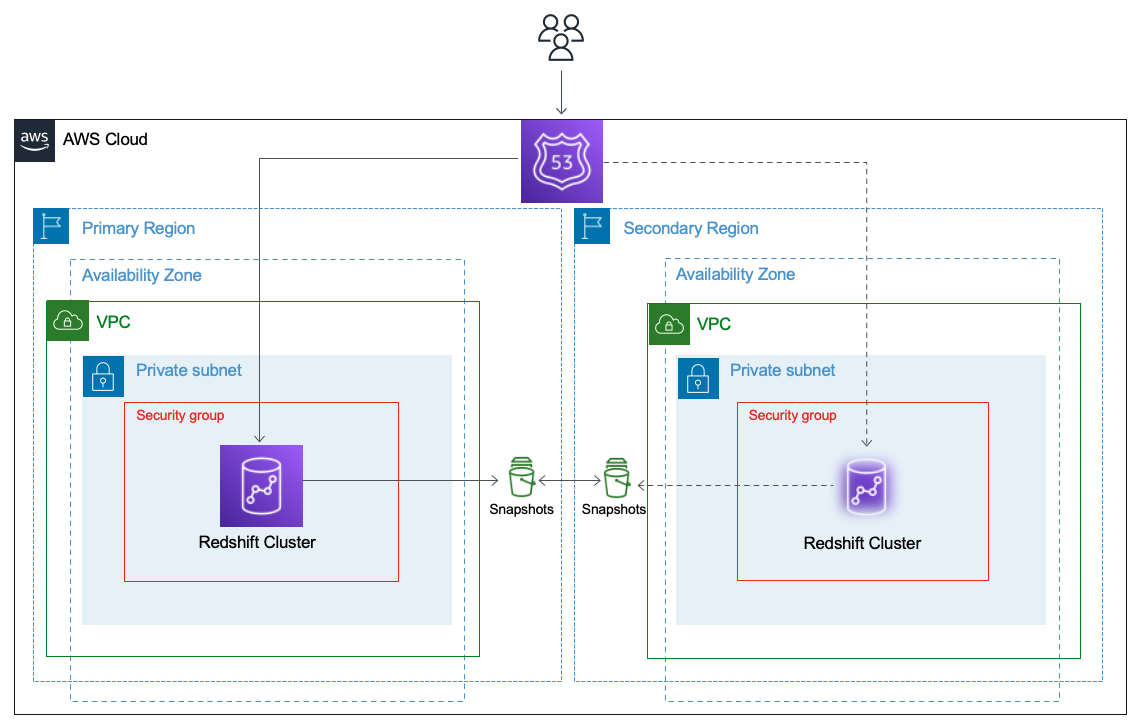 aws
AWS Cloud
53
Primary Region
Secondary Region
Availability Zone
Availability Zone
VPC
VPC
Private subnet
Private subnet
Security group
Security group
Snapshots
Snapshots
Redshift Cluster
Redshift Cluster